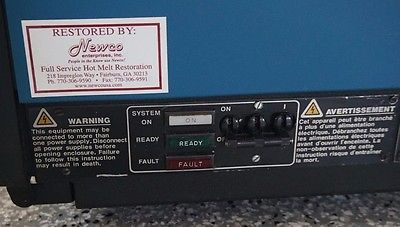 RESTORED BY:
Newco
enterprises, inc.
People in the Know use Newco!
Full Service Hot Melt Restoration
218 Impreglon Way • Fairburn, GA 30213
Ph. 770-306-9590 • Fax: 770-306-9591
www.newcousa.com
WARNING
This equipment may be
connected to more than
one power supply. Disconnect
all power supplies before
opening enclosure. Failure
to follow this instruction
may result in death.
SYSTEM
ON
ON
READY
READY
FAULT
FAULT
ON
I
AVERTISSEMENT
Cet appareil peut être branché
à plus d'une alimentation
électrique. Débranchez toutes
les alimentations électriques
avant d'ouvrir l'enceinte. La
non-observation de cette
instruction risque d'entraîner
la mort.